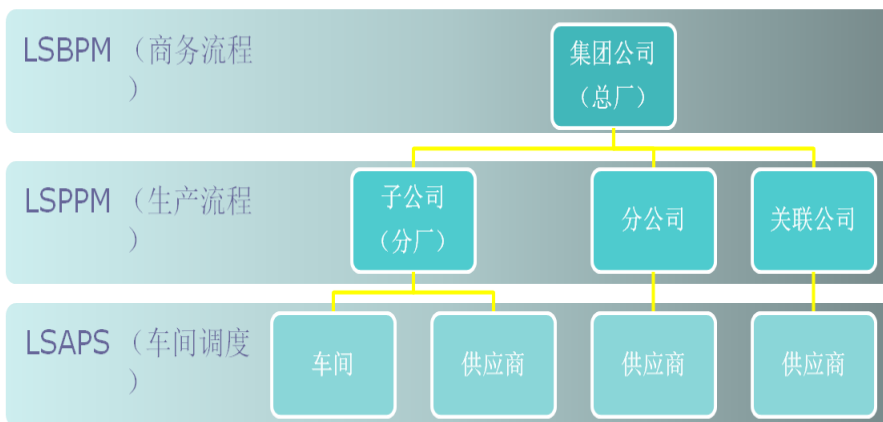 LSBPM （商务流程
）
集团公司
（总厂）
LSPPM （生产流程
）
子公司
（分厂）
分公司
关联公司
LSAPS （车间调度
）
车间
供应商
供应商
供应商